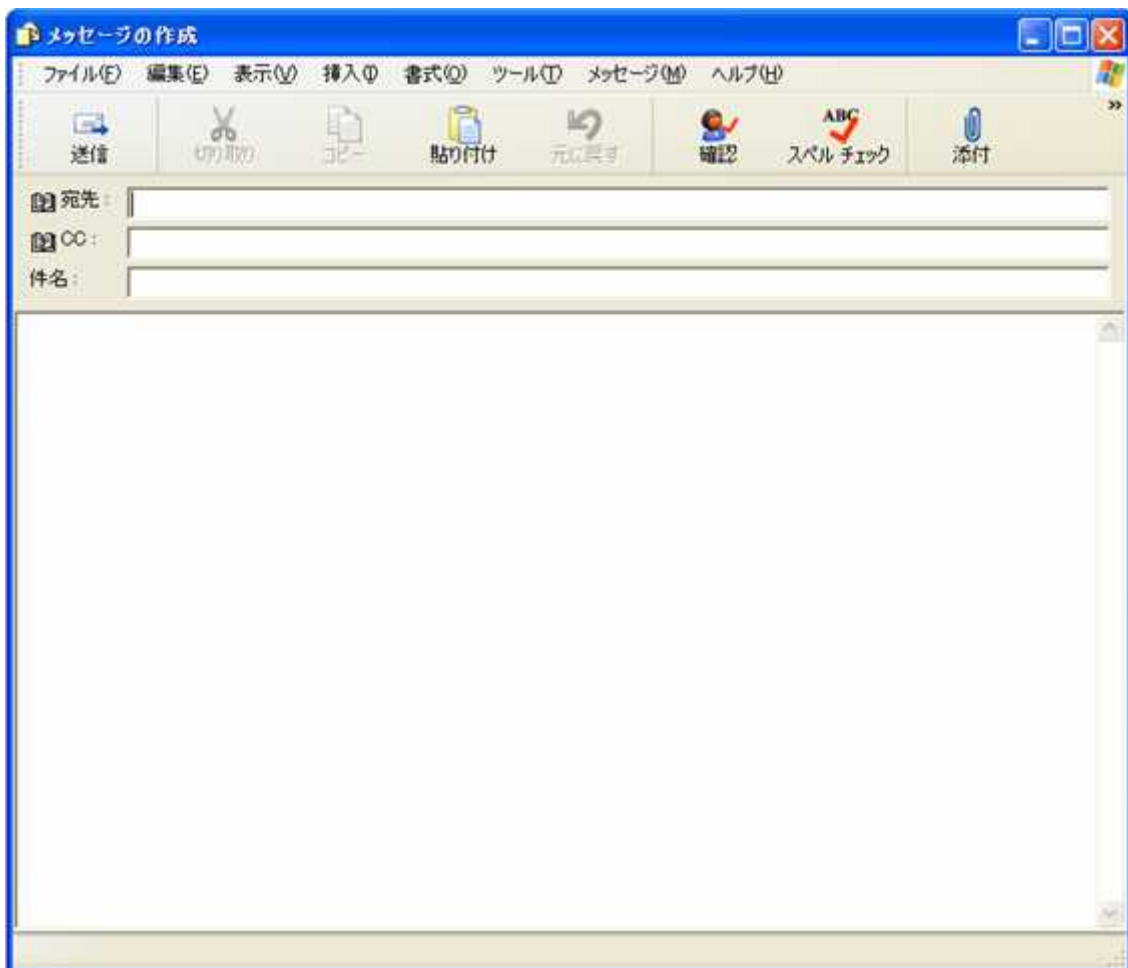 メッセージの作成
ファイル(F) 編集(E) 表示(V) 挿入(I) 書式(O) ツール(T) メッセージ(M) ヘルプ(H)
送信 切り取り コピー 貼り付け 元に戻す 確認 ABC スペル チェック 添付 »
宛先:
CC:
件名: